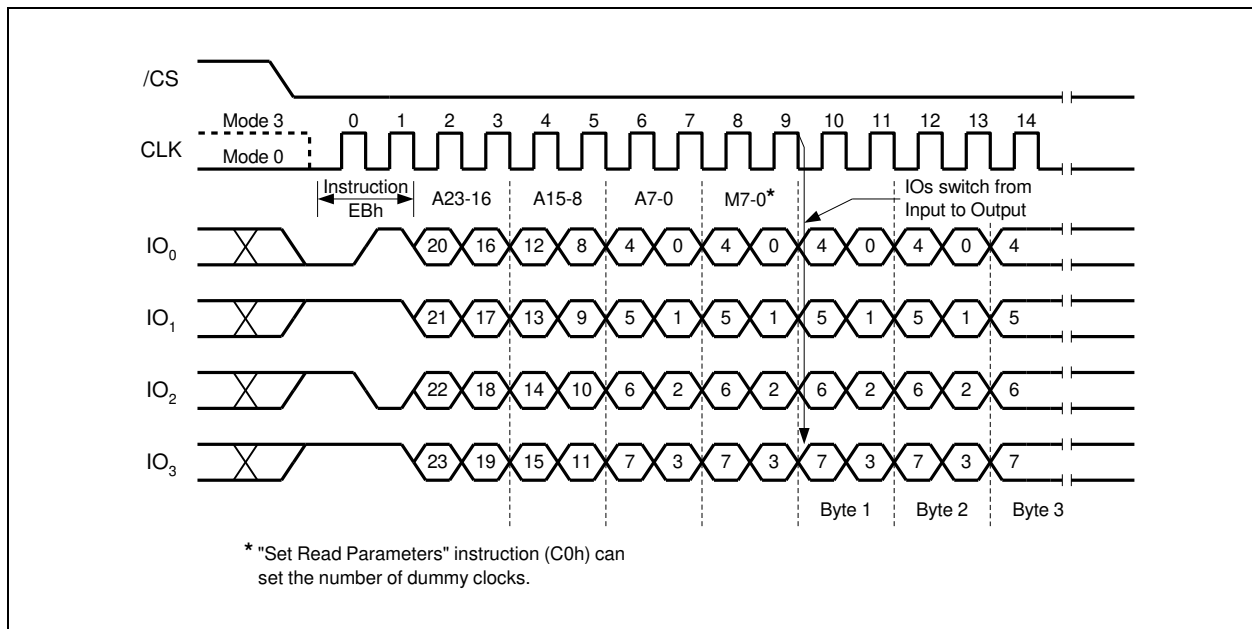 /CS
Mode 3 0 1 2 3 4 5 6 7 8 9 10 11 12 13 14
CLK
Mode 0
Instruction
EBh
A23-16 A15-8 A7-0 M7-0*
IOs switch from
Input to Output
IO0 20 16 12 8 4 0 4 0 4 0 4 0 4
IO1 21 17 13 9 5 1 5 1 5 1 5 1 5
IO2 22 18 14 10 6 2 6 2 6 2 6 2 6
IO3 23 19 15 11 7 3 7 3 7 3 7 3 7
Byte 1 Byte 2 Byte 3
* "Set Read Parameters" instruction (C0h) can
set the number of dummy clocks.